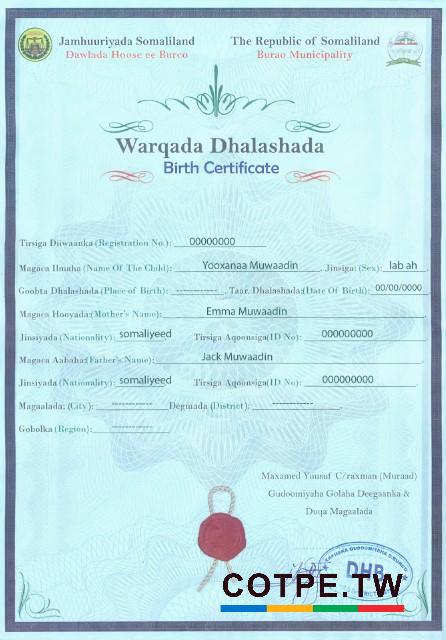 Jamhuuriyada Somaliland
Dawlada Hoose ee Burco
The Republic of Somaliland
Burao Municipality
Warqada Dhalashada
Birth Certificate
Tirsiga Diiwaanka (Registration No.): 00000000
Magaca Ilmaha (Name Of The Child): Yooxanaa Muwaadin Jinsiga: (Sex): lab ah
Goobta Dhalashada (Place of Birth): ---------- Taar. Dhalashada:(Date Of Birth): 00/00/0000
Magaca Hooyada:(Mother's Name): Emma Muwaadin
Jinsiyada (Nationality): somaliyeed Tirsiga Aqoonsiga(ID No): 000000000
Magaca Aabaha:(Father's Name): Jack Muwaadin
Jinsiyada (Nationality): somaliyeed Tirsiga Aqoonsiga(ID No): 000000000
Magaalada: (City): ---------- Degmada (District): ----------
Gobolka (Region): ----------
Maxamed Yuusuf C/raxman (Muraad)
Gudoomiyaha Golaha Deegaanka &
Duqa Magaalada
DHB
COTPE.TW